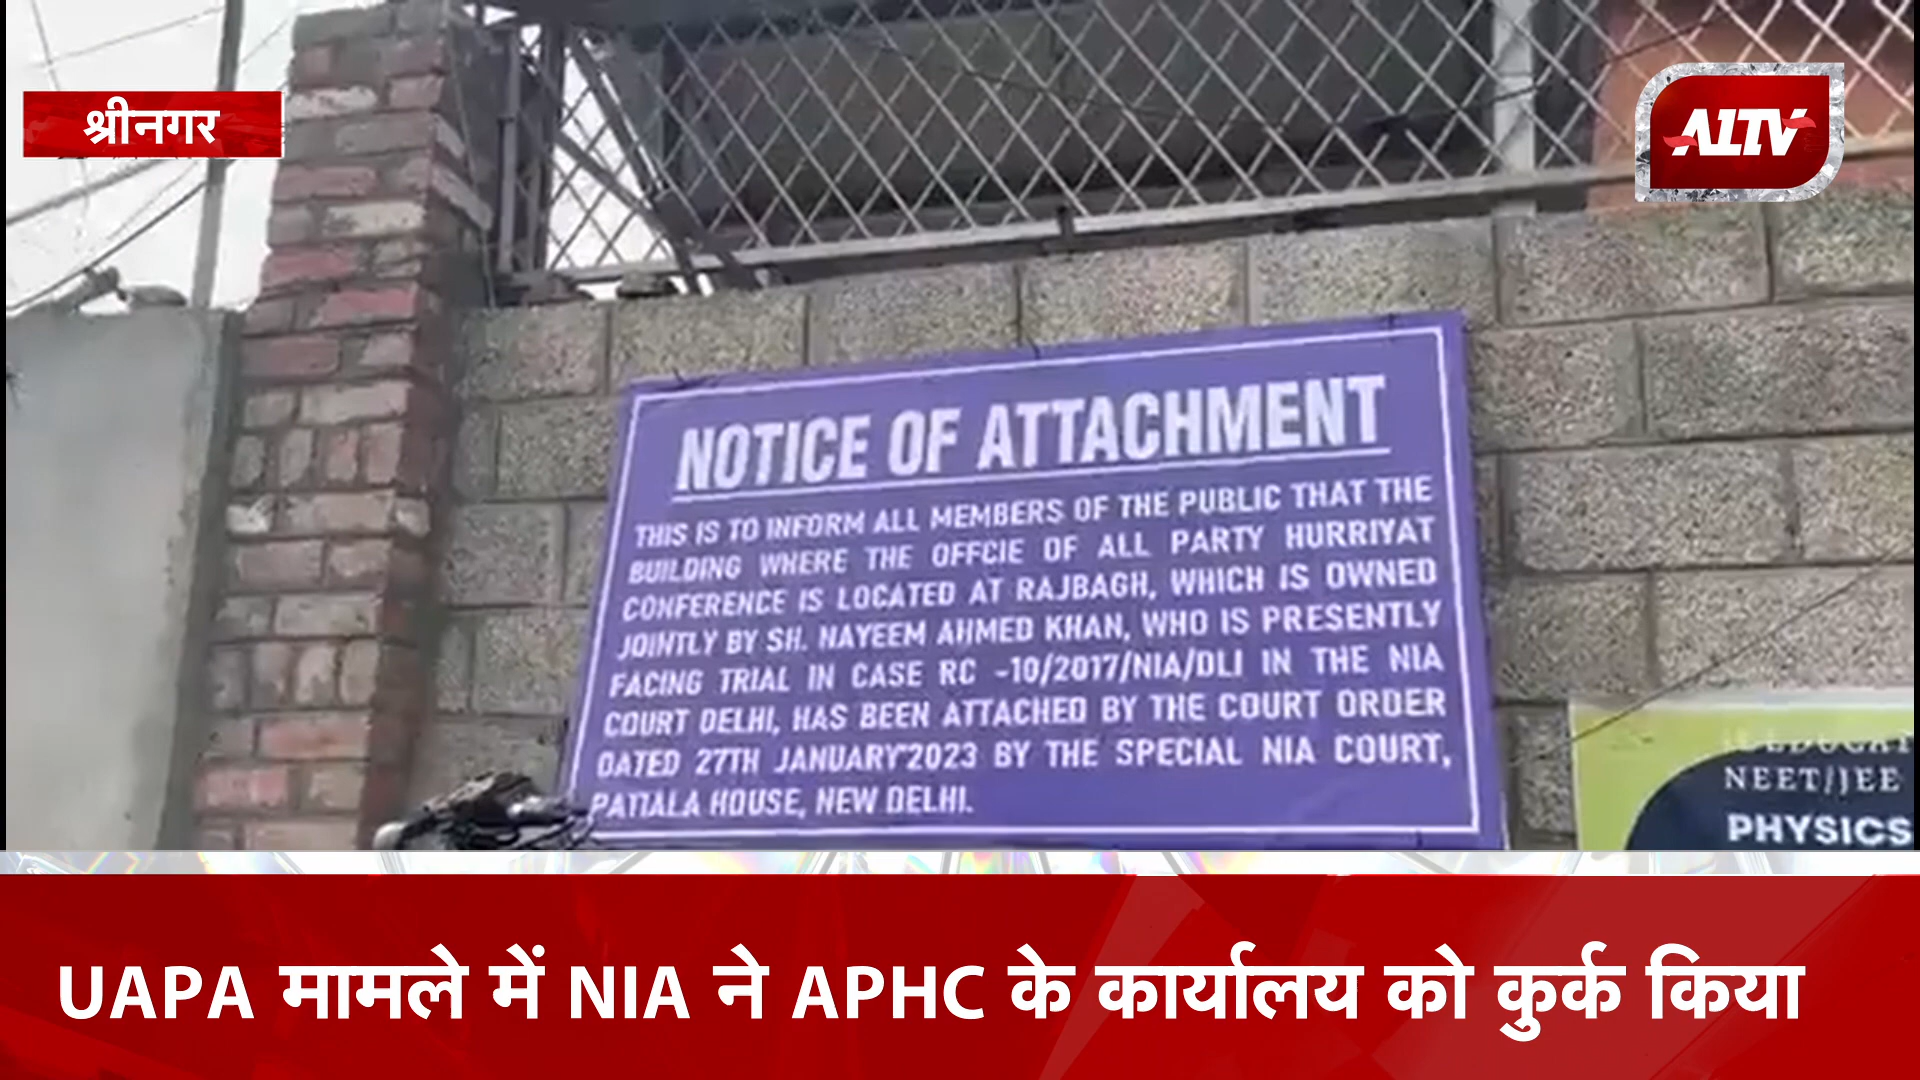 श्रीनगर
A1TV
NOTICE OF ATTACHMENT
THIS IS TO INFORM ALL MEMBERS OF THE PUBLIC THAT THE
BUILDING WHERE THE OFFCIE OF ALL PARTY HURRIYAT
CONFERENCE IS LOCATED AT RAJBAGH, WHICH IS OWNED
JOINTLY BY SH. NAYEEM AHMED KHAN, WHO IS PRESENTLY
FACING TRIAL IN CASE RC -10/2017/NIA/DLI IN THE NIA
COURT DELHI, HAS BEEN ATTACHED BY THE COURT ORDER
DATED 27TH JANUARY'2023 BY THE SPECIAL NIA COURT,
PATIALA HOUSE, NEW DELHI.
NEET/JEE
PHYSICS
UAPA मामले में NIA ने APHC के कार्यालय को कुर्क किया